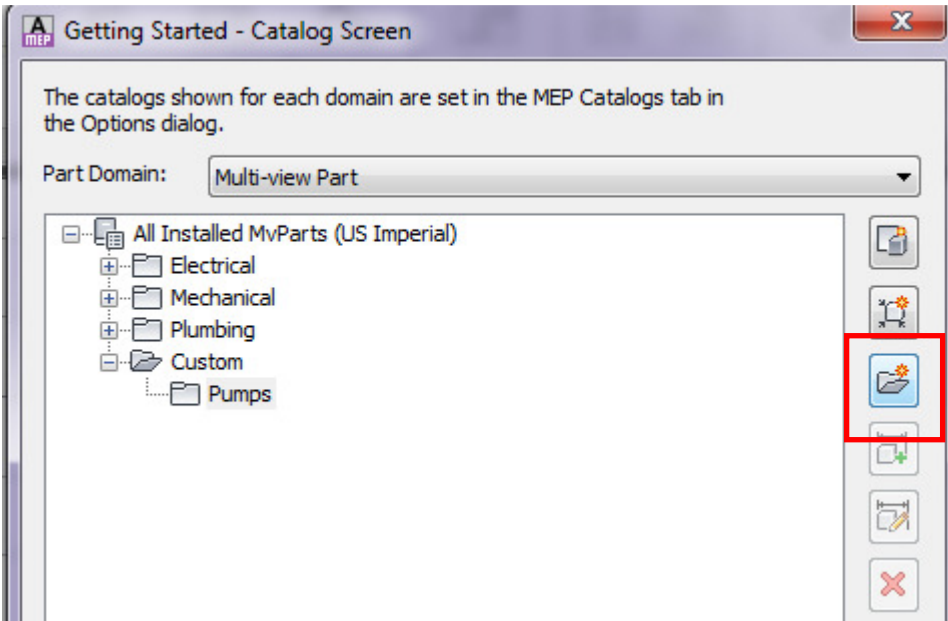 A
MEP
Getting Started - Catalog Screen
The catalogs shown for each domain are set in the MEP Catalogs tab in
the Options dialog.
Part Domain: Multi-view Part
All Installed MvParts (US Imperial)
Electrical
Mechanical
Plumbing
Custom
Pumps